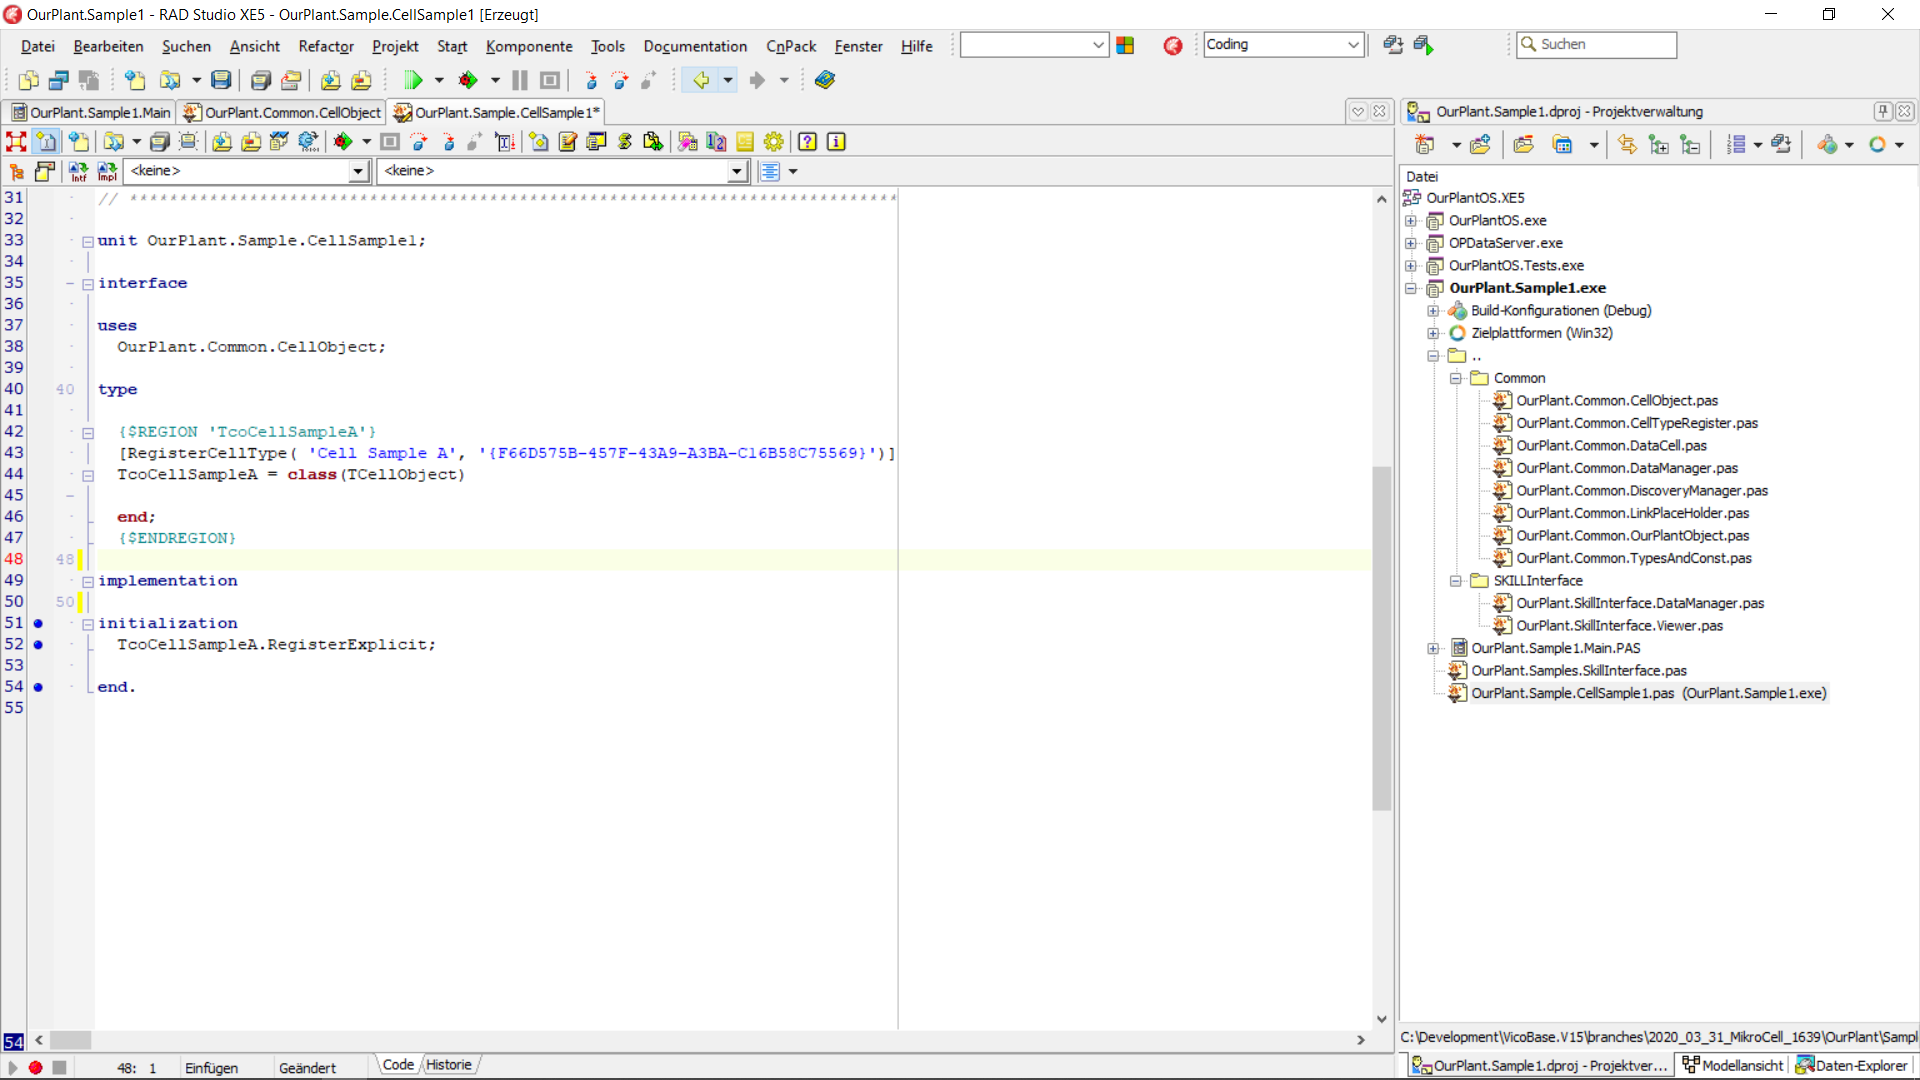 OurPlant.Sample1 - RAD Studio XE5 - OurPlant.Sample.CellSample1 [Erzeugt]
Datei Bearbeiten Suchen Ansicht Refactor Projekt Start Komponente Tools Documentation CnPack Fenster Hilfe Coding Suchen
OurPlant.Sample1.Main OurPlant.Common.CellObject OurPlant.Sample.CellSample1*
<keine> <keine>
31 // *****************************************************************************
32
33 unit OurPlant.Sample.CellSample1;
34
35 interface
36
37 uses
38 OurPlant.Common.CellObject;
39
40 40 type
41
42 {$REGION 'TcoCellSampleA'}
43 [RegisterCellType( 'Cell Sample A', '{F66D575B-457F-43A9-A3BA-C16B58C75569}')]
44 TcoCellSampleA = class(TCellObject)
45
46 end;
47 {$ENDREGION}
48 48
49 implementation
50 50
51 initialization
52 TcoCellSampleA.RegisterExplicit;
53
54 end.
55
54
48: 1 Einfügen Geändert Code Historie
OurPlant.Sample1.dproj - Projektverwaltung
Datei
OurPlantOS.XE5
OurPlantOS.exe
OPDataServer.exe
OurPlantOS.Tests.exe
OurPlant.Sample1.exe
Build-Konfigurationen (Debug)
Zielplattformen (Win32)
..
Common
OurPlant.Common.CellObject.pas
OurPlant.Common.CellTypeRegister.pas
OurPlant.Common.DataCell.pas
OurPlant.Common.DataManager.pas
OurPlant.Common.DiscoveryManager.pas
OurPlant.Common.LinkPlaceHolder.pas
OurPlant.Common.OurPlantObject.pas
OurPlant.Common.TypesAndConst.pas
SKILLInterface
OurPlant.SkillInterface.DataManager.pas
OurPlant.SkillInterface.Viewer.pas
OurPlant.Sample1.Main.PAS
OurPlant.Samples.SkillInterface.pas
OurPlant.Sample.CellSample1.pas (OurPlant.Sample1.exe)
C:\Development\VicoBase.V15\branches\2020_03_31_MikroCell_1639\OurPlant\Sampl
OurPlant.Sample1.dproj - Projektver... Modellansicht Daten-Explorer